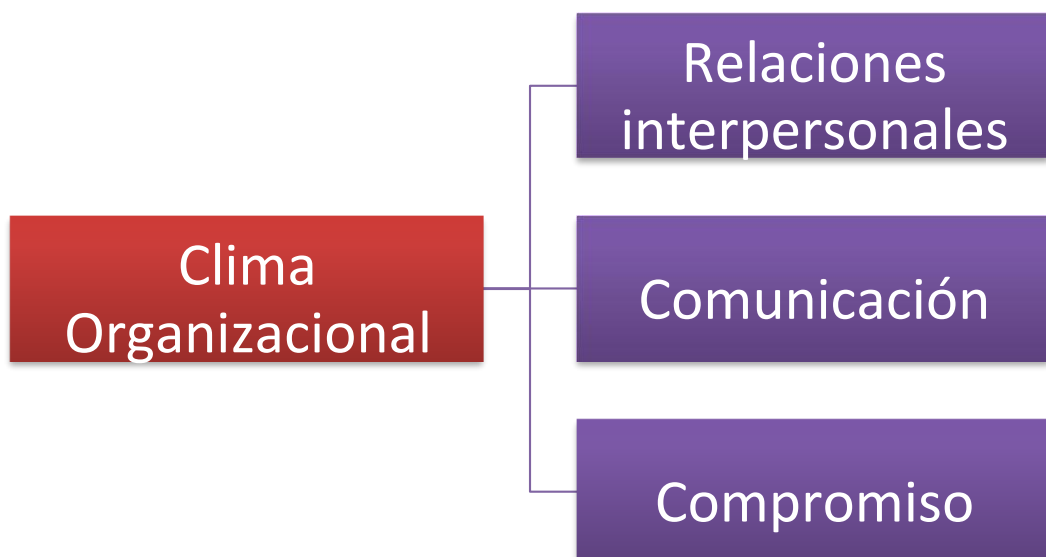 Relaciones
interpersonales
Clima
Organizacional
Comunicación
Compromiso